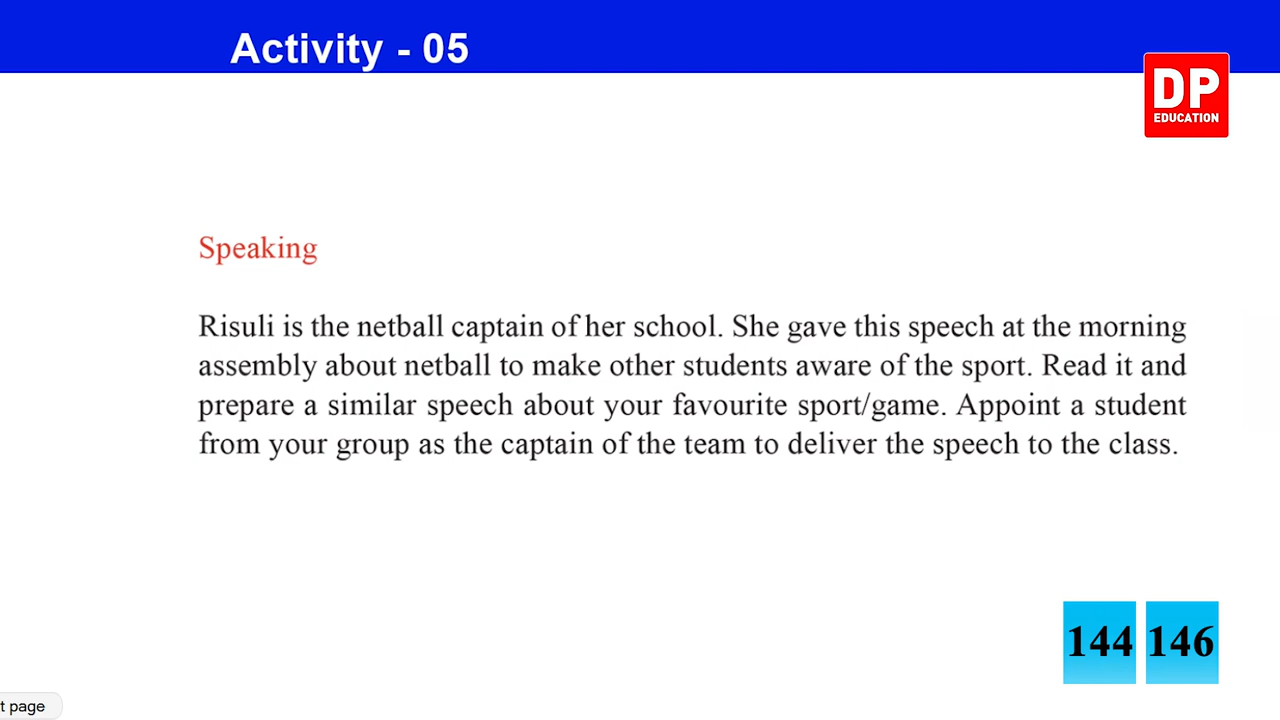 Activity - 05
DP
EDUCATION
Speaking
Risuli is the netball captain of her school. She gave this speech at the morning
assembly about netball to make other students aware of the sport. Read it and
prepare a similar speech about your favourite sport/game. Appoint a student
from your group as the captain of the team to deliver the speech to the class.
144 146
t page